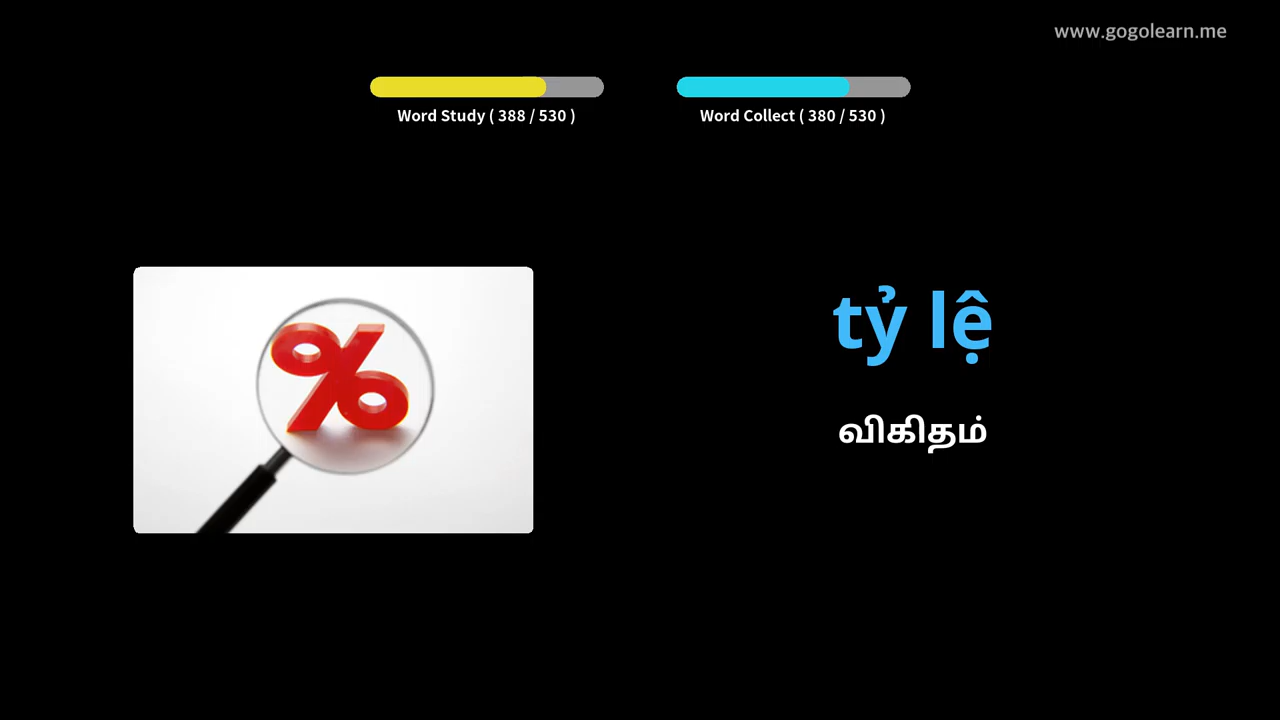 www.gogolearn.me
Word Study ( 388 / 530 )
Word Collect ( 380 / 530 )
%
tỷ lệ
விகிதம்